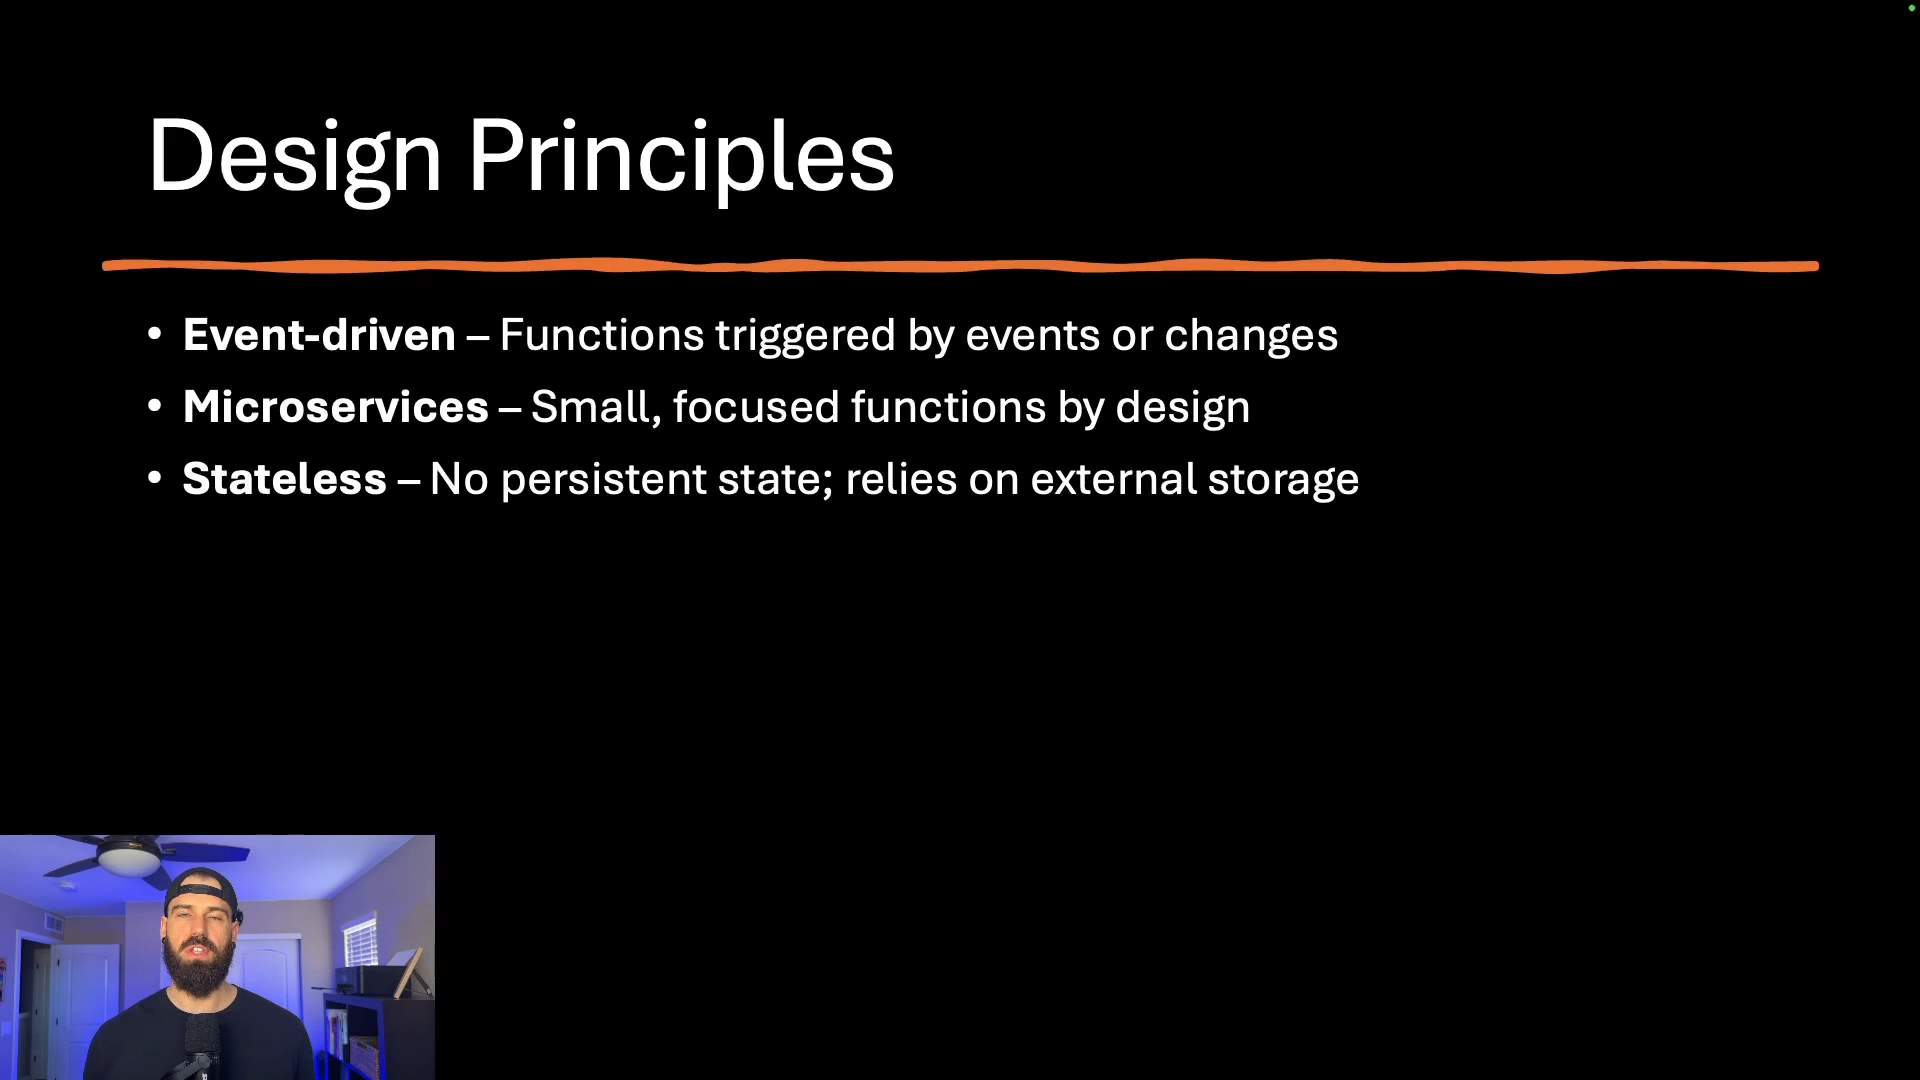 Design Principles
• Event-driven – Functions triggered by events or changes
• Microservices – Small, focused functions by design
• Stateless – No persistent state; relies on external storage